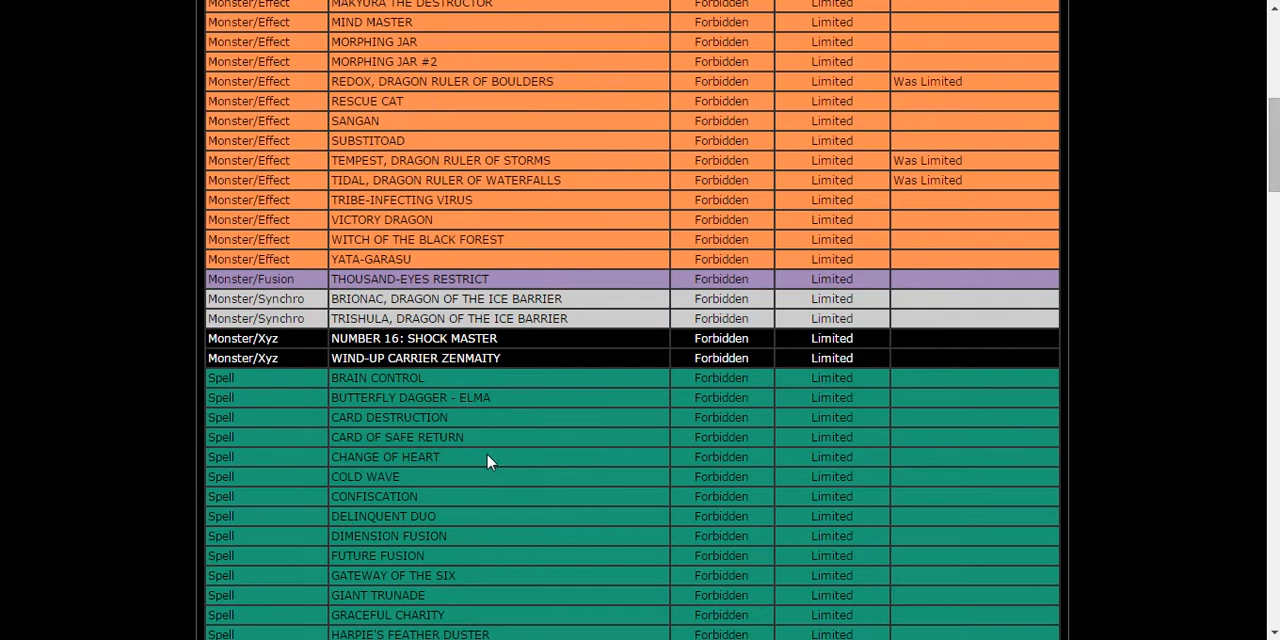 Monster/Effect MAKYURA THE DESTRUCTOR Forbidden Limited
Monster/Effect MIND MASTER Forbidden Limited
Monster/Effect MORPHING JAR Forbidden Limited
Monster/Effect MORPHING JAR #2 Forbidden Limited
Monster/Effect REDOX, DRAGON RULER OF BOULDERS Forbidden Limited Was Limited
Monster/Effect RESCUE CAT Forbidden Limited
Monster/Effect SANGAN Forbidden Limited
Monster/Effect SUBSTITOAD Forbidden Limited
Monster/Effect TEMPEST, DRAGON RULER OF STORMS Forbidden Limited Was Limited
Monster/Effect TIDAL, DRAGON RULER OF WATERFALLS Forbidden Limited Was Limited
Monster/Effect TRIBE-INFECTING VIRUS Forbidden Limited
Monster/Effect VICTORY DRAGON Forbidden Limited
Monster/Effect WITCH OF THE BLACK FOREST Forbidden Limited
Monster/Effect YATA-GARASU Forbidden Limited
Monster/Fusion THOUSAND-EYES RESTRICT Forbidden Limited
Monster/Synchro BRIONAC, DRAGON OF THE ICE BARRIER Forbidden Limited
Monster/Synchro TRISHULA, DRAGON OF THE ICE BARRIER Forbidden Limited
Monster/Xyz NUMBER 16: SHOCK MASTER Forbidden Limited
Monster/Xyz WIND-UP CARRIER ZENMAITY Forbidden Limited
Spell BRAIN CONTROL Forbidden Limited
Spell BUTTERFLY DAGGER - ELMA Forbidden Limited
Spell CARD DESTRUCTION Forbidden Limited
Spell CARD OF SAFE RETURN Forbidden Limited
Spell CHANGE OF HEART Forbidden Limited
Spell COLD WAVE Forbidden Limited
Spell CONFISCATION Forbidden Limited
Spell DELINQUENT DUO Forbidden Limited
Spell DIMENSION FUSION Forbidden Limited
Spell FUTURE FUSION Forbidden Limited
Spell GATEWAY OF THE SIX Forbidden Limited
Spell GIANT TRUNADE Forbidden Limited
Spell GRACEFUL CHARITY Forbidden Limited
Spell HARPIE'S FEATHER DUSTER Forbidden Limited